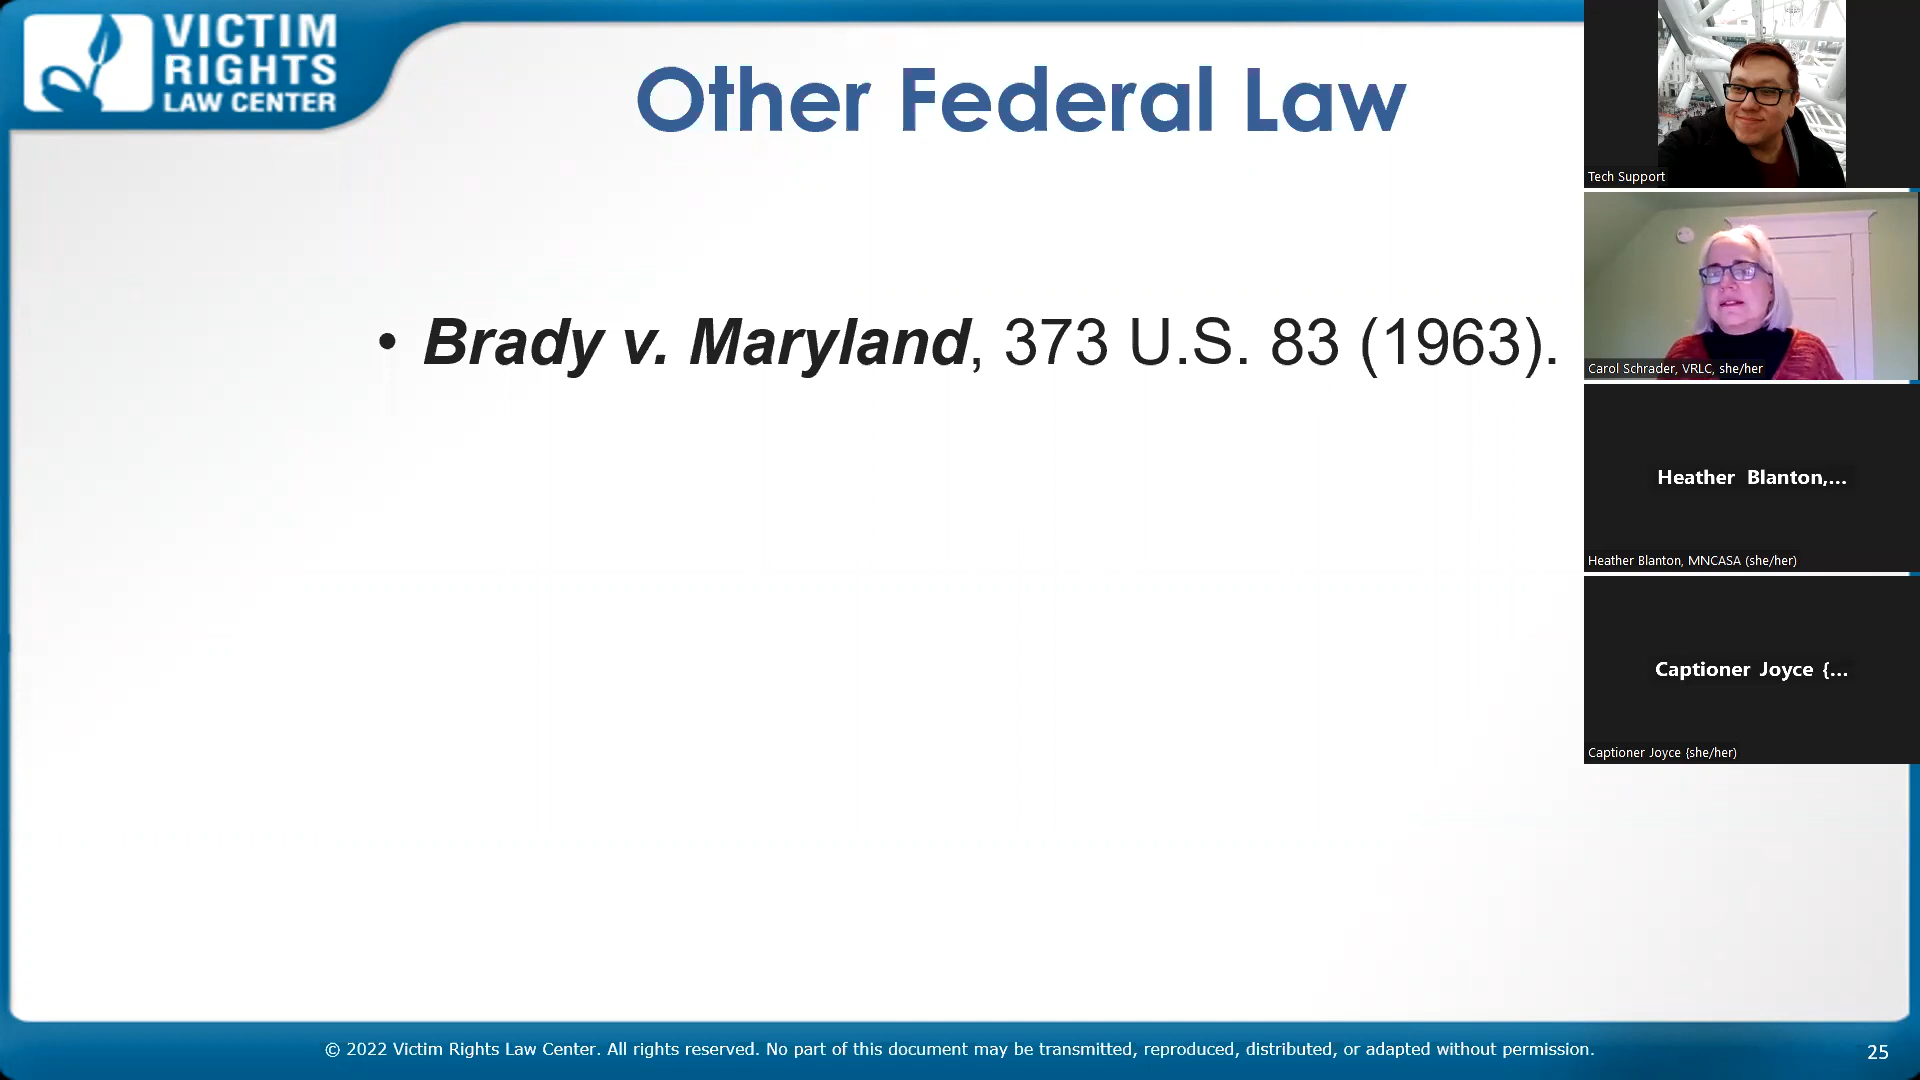 VICTIM
RIGHTS
LAW CENTER
Other Federal Law
• Brady v. Maryland, 373 U.S. 83 (1963).
Tech Support
Carol Schrader, VRLC, she/her
Heather Blanton,...
Heather Blanton, MNCASA (she/her)
Captioner Joyce {...
Captioner Joyce {she/her)
© 2022 Victim Rights Law Center. All rights reserved. No part of this document may be transmitted, reproduced, distributed, or adapted without permission.
25